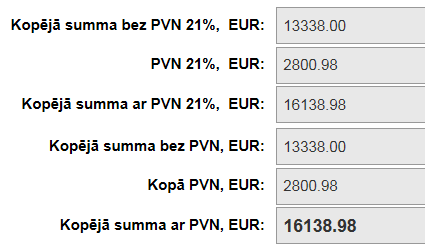 Kopējā summa bez PVN 21%, EUR: 13338.00
PVN 21%, EUR: 2800.98
Kopējā summa ar PVN 21%, EUR: 16138.98
Kopējā summa bez PVN, EUR: 13338.00
Kopā PVN, EUR: 2800.98
Kopējā summa ar PVN, EUR: 16138.98